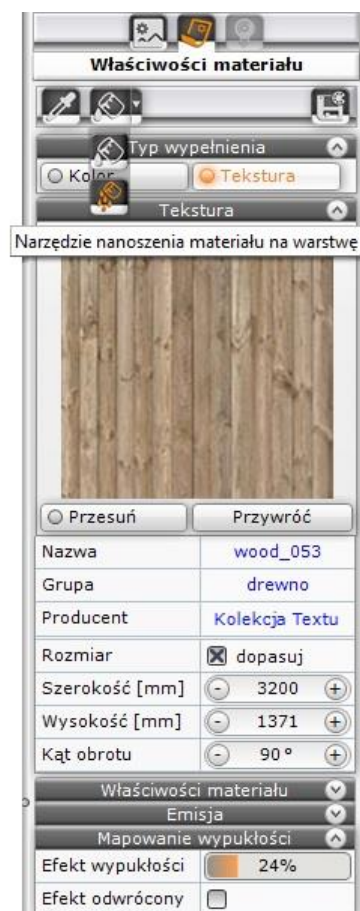 Właściwości materiału
Typ wypełnienia
Kolor
Tekstura
Tekstura
Narzędzie nanoszenia materiału na warstwę
Przesuń
Przywróć
Nazwa wood_053
Grupa drewno
Producent Kolekcja Textu
Rozmiar dopasuj
Szerokość [mm] - 3200 +
Wysokość [mm] - 1371 +
Kąt obrotu - 90° +
Właściwości materiału
Emisja
Mapowanie wypukłości
Efekt wypukłości 24%
Efekt odwrócony